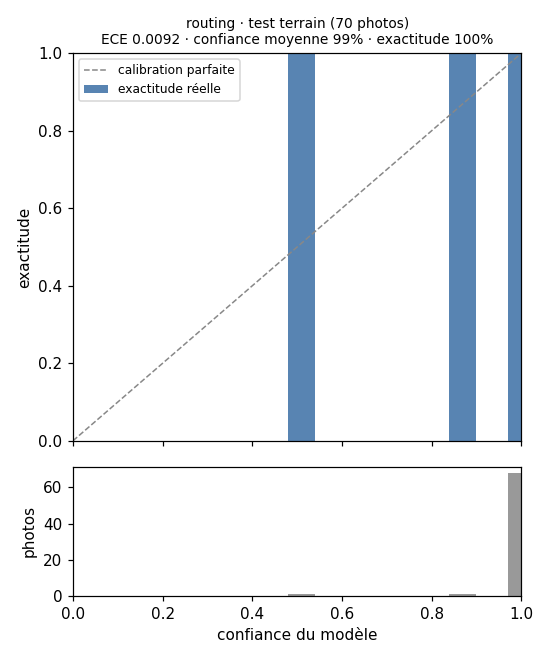 routing · test terrain (70 photos)
ECE 0.0092 · confiance moyenne 99% · exactitude 100%
calibration parfaite
exactitude réelle
exactitude
1.0
0.8
0.6
0.4
0.2
0.0
photos
60
40
20
0
0.0 0.2 0.4 0.6 0.8 1.0
confiance du modèle